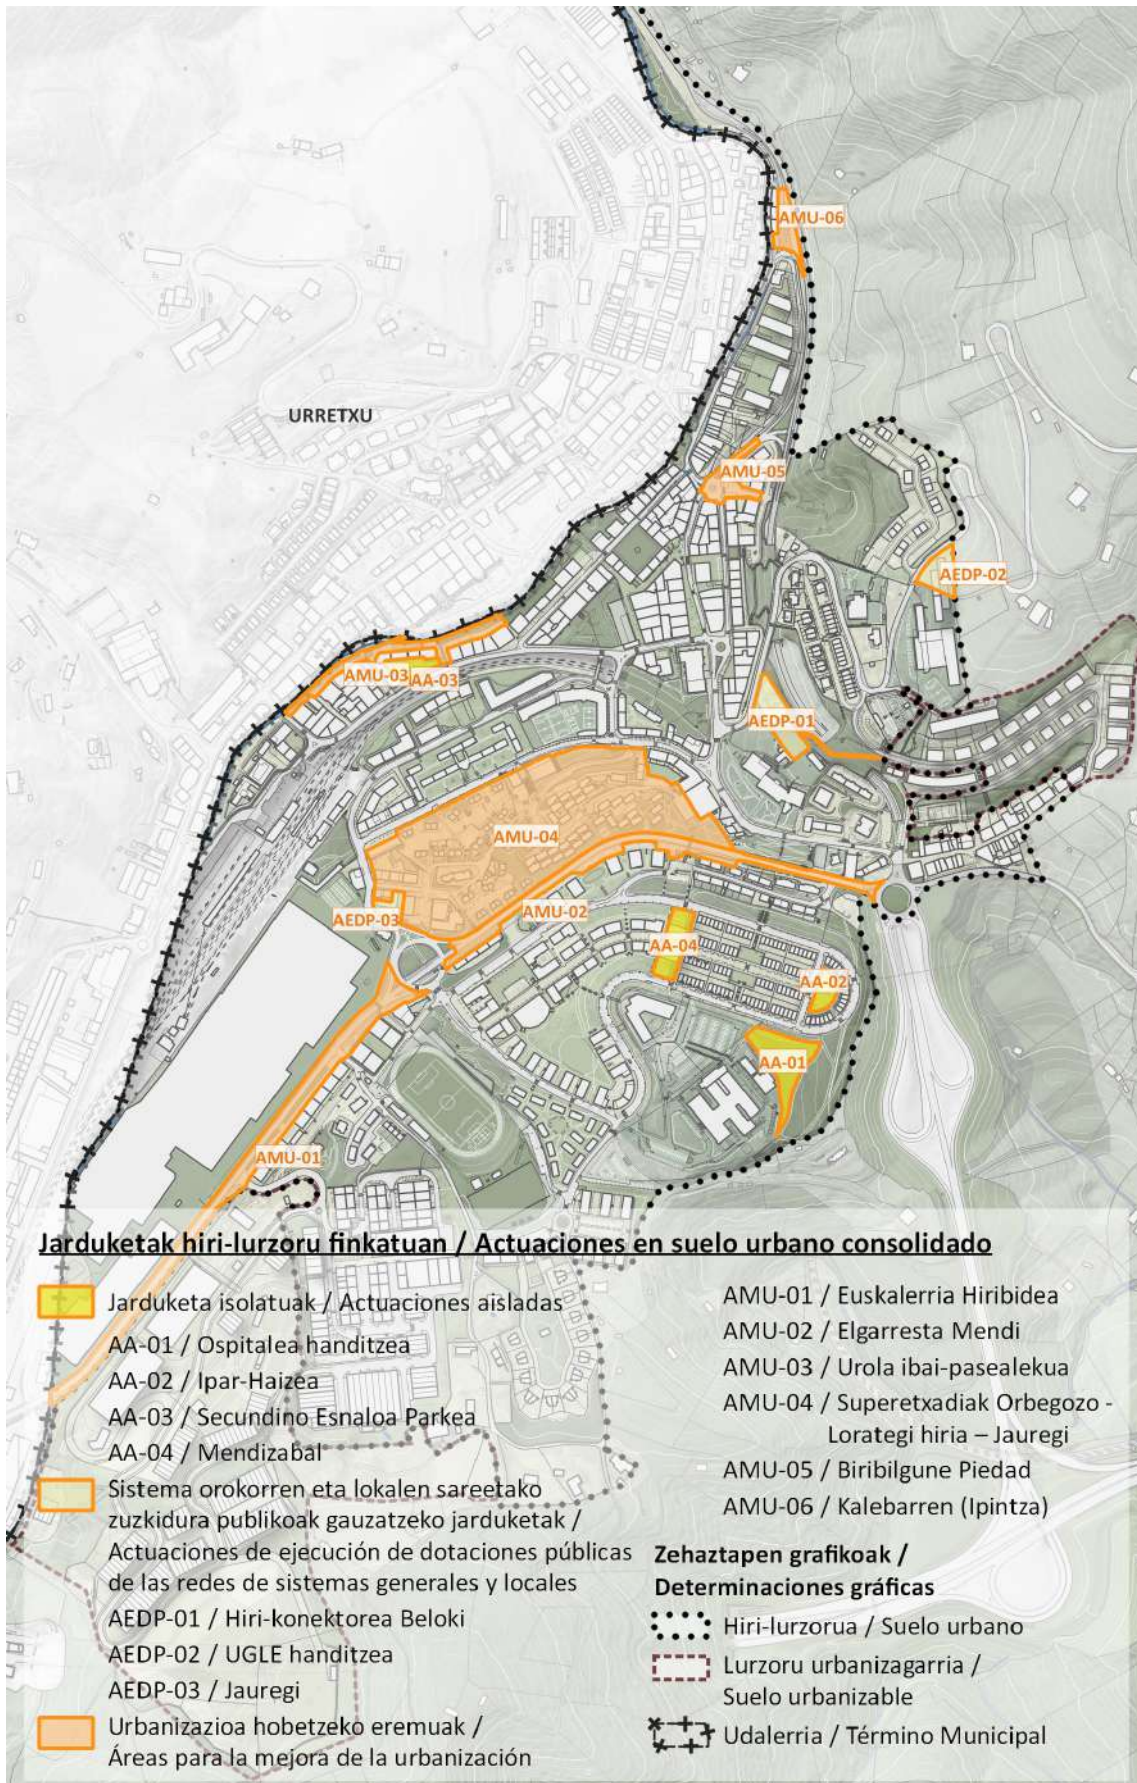 AMU-06
URRETXU
AMU-05
AEDP-02
AMU-03
AA-03
AEDP-01
AMU-04
AMU-02
AEDP-03
AA-04
AA-02
AA-01
AMU-01
Jarduketak hiri-lurzoru finkatuan / Actuaciones en suelo urbano consolidado
Jarduketa isolatuak / Actuaciones aisladas
AA-01 / Ospitalea handitzea
AA-02 / Ipar-Haizea
AA-03 / Secundino Esnaloa Parkea
AA-04 / Mendizabal
Sistema orokorren eta lokalen sareetako
zuzkidura publikoak gauzatzeko jarduketak /
Actuaciones de ejecución de dotaciones públicas
de las redes de sistemas generales y locales
AEDP-01 / Hiri-konektorea Beloki
AEDP-02 / UGLE handitzea
AEDP-03 / Jauregi
Urbanizazioa hobetzeko eremuak /
Áreas para la mejora de la urbanización
AMU-01 / Euskalerria Hiribidea
AMU-02 / Elgarresta Mendi
AMU-03 / Urola ibai-pasealekua
AMU-04 / Superetxadiak Orbegozo -
Lorategi hiria – Jauregi
AMU-05 / Biribilgune Piedad
AMU-06 / Kalebarren (Ipintza)
Zehaztapen grafikoak /
Determinaciones gráficas
Hiri-lurzorua / Suelo urbano
Lurzoru urbanizagarria /
Suelo urbanizable
Udalerria / Término Municipal